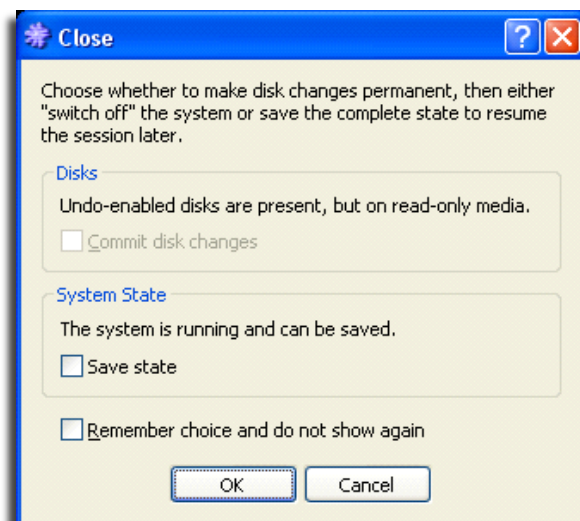 Close
Choose whether to make disk changes permanent, then either
"switch off" the system or save the complete state to resume
the session later.
Disks
Undo-enabled disks are present, but on read-only media.
Commit disk changes
System State
The system is running and can be saved.
Save state
Remember choice and do not show again
OK Cancel